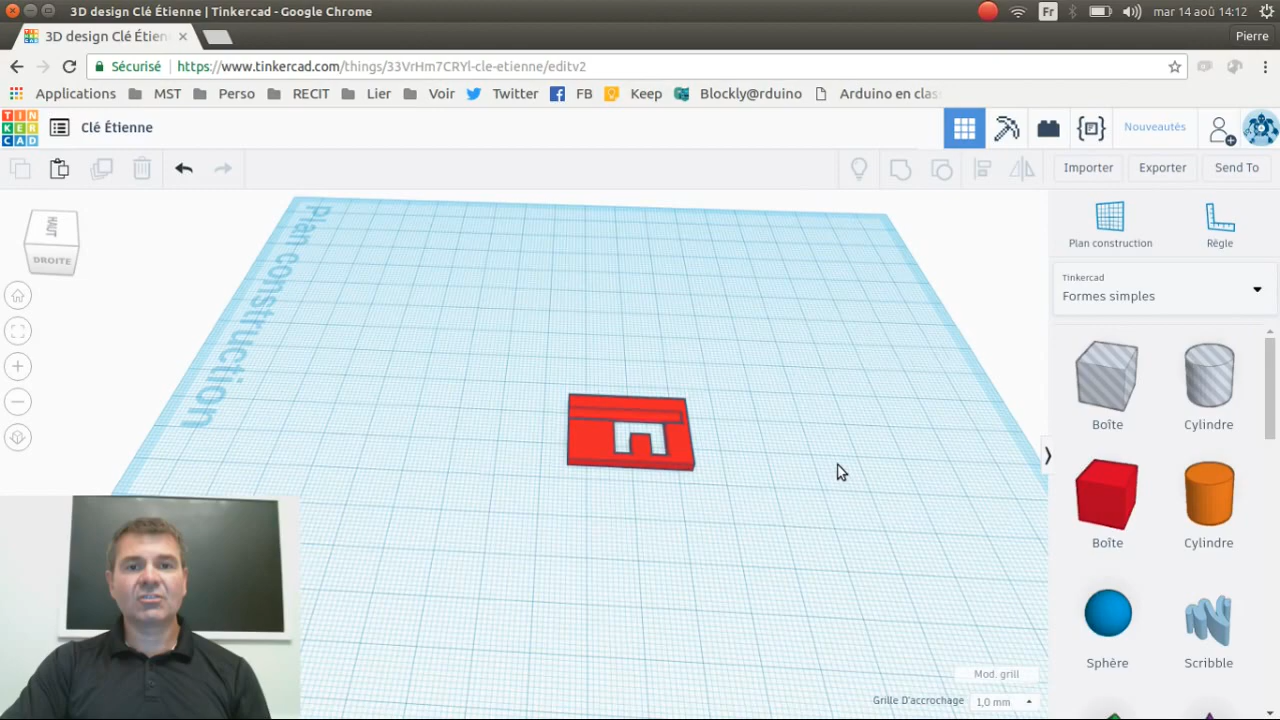 3D design Clé Étienne | Tinkercad - Google Chrome
Fr
mar 14 aoû 14:12
3D design Clé Étien
Pierre
Sécurisé
https://www.tinkercad.com/things/33VrHm7CRYl-cle-etienne/editv2
Applications
MST
Perso
RECIT
Lier
Voir
Twitter
FB
Keep
Blockly@rduino
Arduino en clas
TIN
KER
CAD
Clé Étienne
Nouveautés
Importer
Exporter
Send To
HAUT
DROITE
Plan construction
Plan construction
Règle
Tinkercad
Formes simples
Boîte
Cylindre
Boîte
Cylindre
Sphère
Scribble
Mod. grill
Grille D'accrochage
1,0 mm